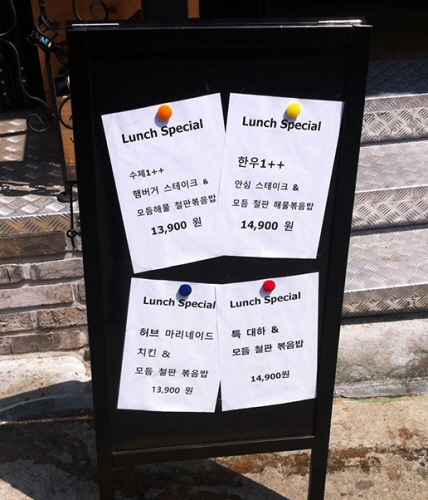 Lunch Special
수제1++
햄버거 스테이크 &
모듬해물 철판볶음밥
13,900 원
Lunch Special
한우1++
안심 스테이크 &
모듬 철판 해물볶음밥
14,900 원
Lunch Special
허브 마리네이드
치킨 &
모듬 철판 볶음밥
13,900 원
Lunch Special
특 대하 &
모듬 철판 볶음밥
14,900원